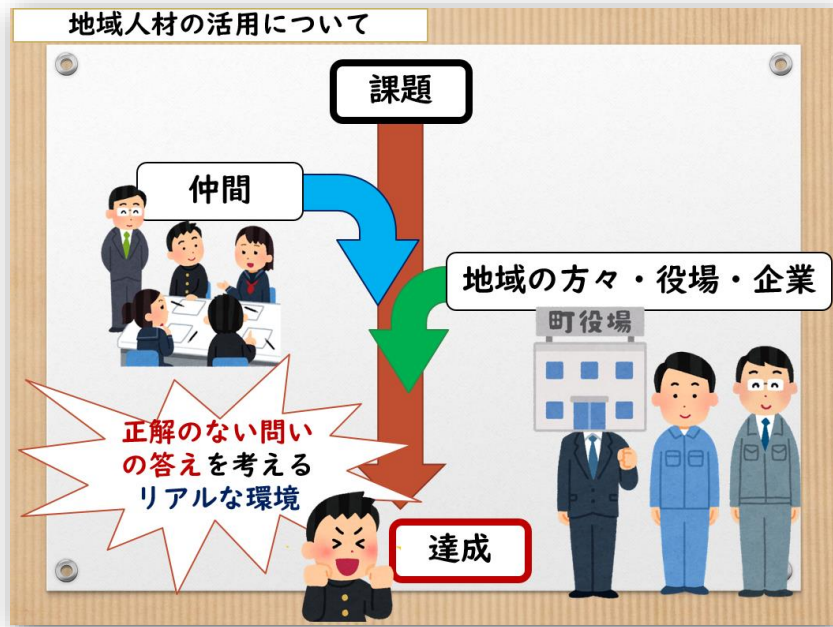 地域人材の活用について
課題
仲間
地域の方々・役場・企業
町役場
正解のない問い
の答えを考える
リアルな環境
達成